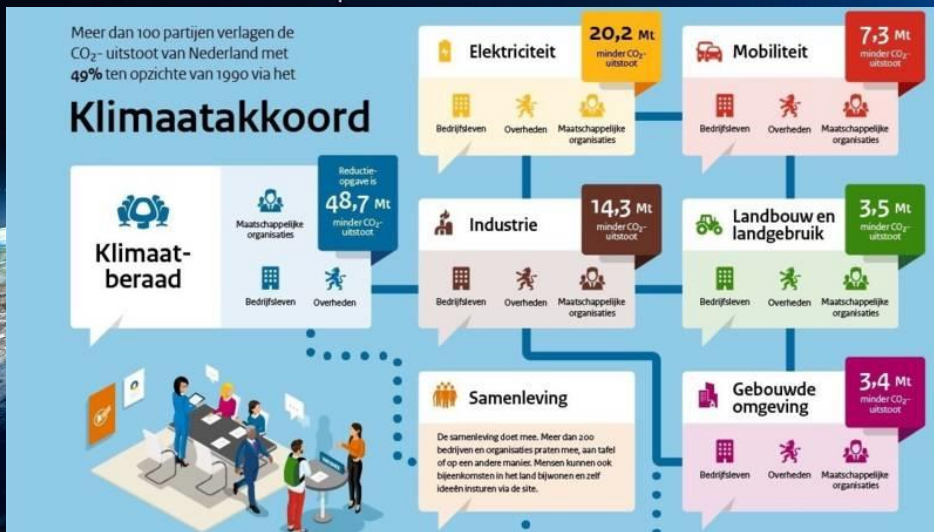 Meer dan 100 partijen verlagen de
CO₂- uitstoot van Nederland met
49% ten opzichte van 1990 via het
Klimaatakkoord
Klimaat-
beraad
Maatschappelijke
organisaties
Bedrijfsleven
Overheden
Reductie-
opgave is
48,7 Mt
minder CO₂-
uitstoot
Elektriciteit
20,2 Mt
minder CO₂-
uitstoot
Bedrijfsleven
Overheden
Maatschappelijke
organisaties
Mobiliteit
7,3 Mt
minder CO₂-
uitstoot
Bedrijfsleven
Overheden
Maatschappelijke
organisaties
Industrie
14,3 Mt
minder CO₂-
uitstoot
Bedrijfsleven
Overheden
Maatschappelijke
organisaties
Landbouw en
landgebruik
3,5 Mt
minder CO₂-
uitstoot
Bedrijfsleven
Overheden
Maatschappelijke
organisaties
Samenleving
De samenleving doet mee. Meer dan 200
bedrijven en organisaties praten mee, aan tafel
of op een andere manier. Mensen kunnen ook
bijeenkomsten in het land bijwonen en zelf
ideeën insturen via de site.
Gebouwde
omgeving
3,4 Mt
minder CO₂-
uitstoot
Bedrijfsleven
Overheden
Maatschappelijke
organisaties